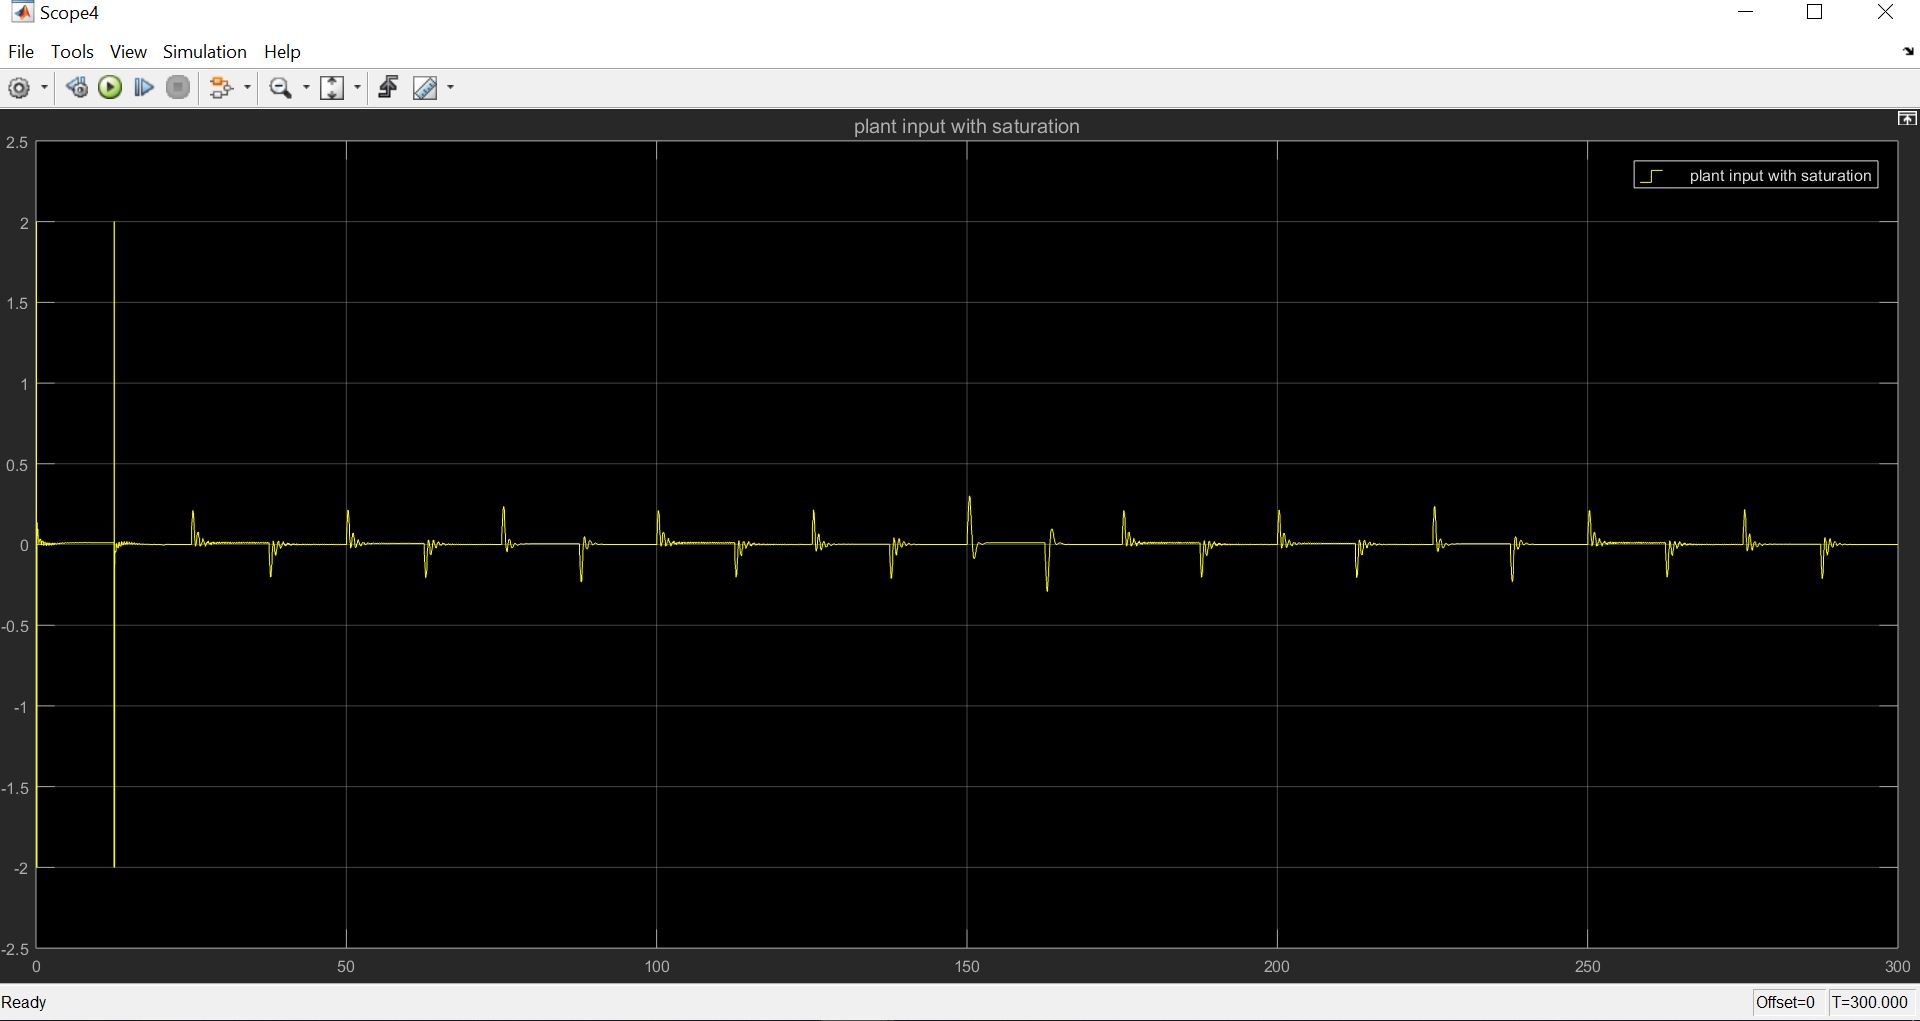 Scope4
File Tools View Simulation Help
plant input with saturation
plant input with saturation
2.5
2
1.5
1
0.5
0
-0.5
-1
-1.5
-2
-2.5
0 50 100 150 200 250 300
Ready Offset=0 T=300.000